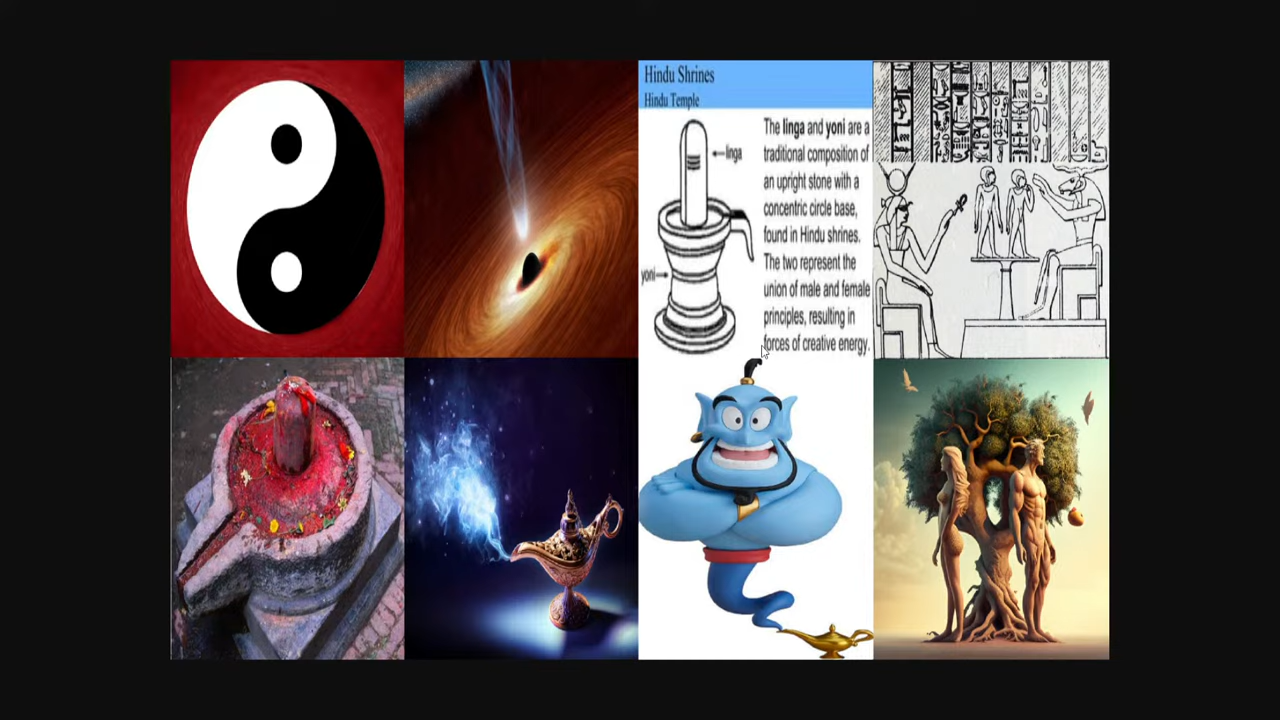 Hindu Shrines
Hindu Temple
The linga and yoni are a
linga
traditional composition of
an upright stone with a
concentric circle base,
found in Hindu shrines.
The two represent the
yoni
union of male and female
principles, resulting in
forces of creative energy.